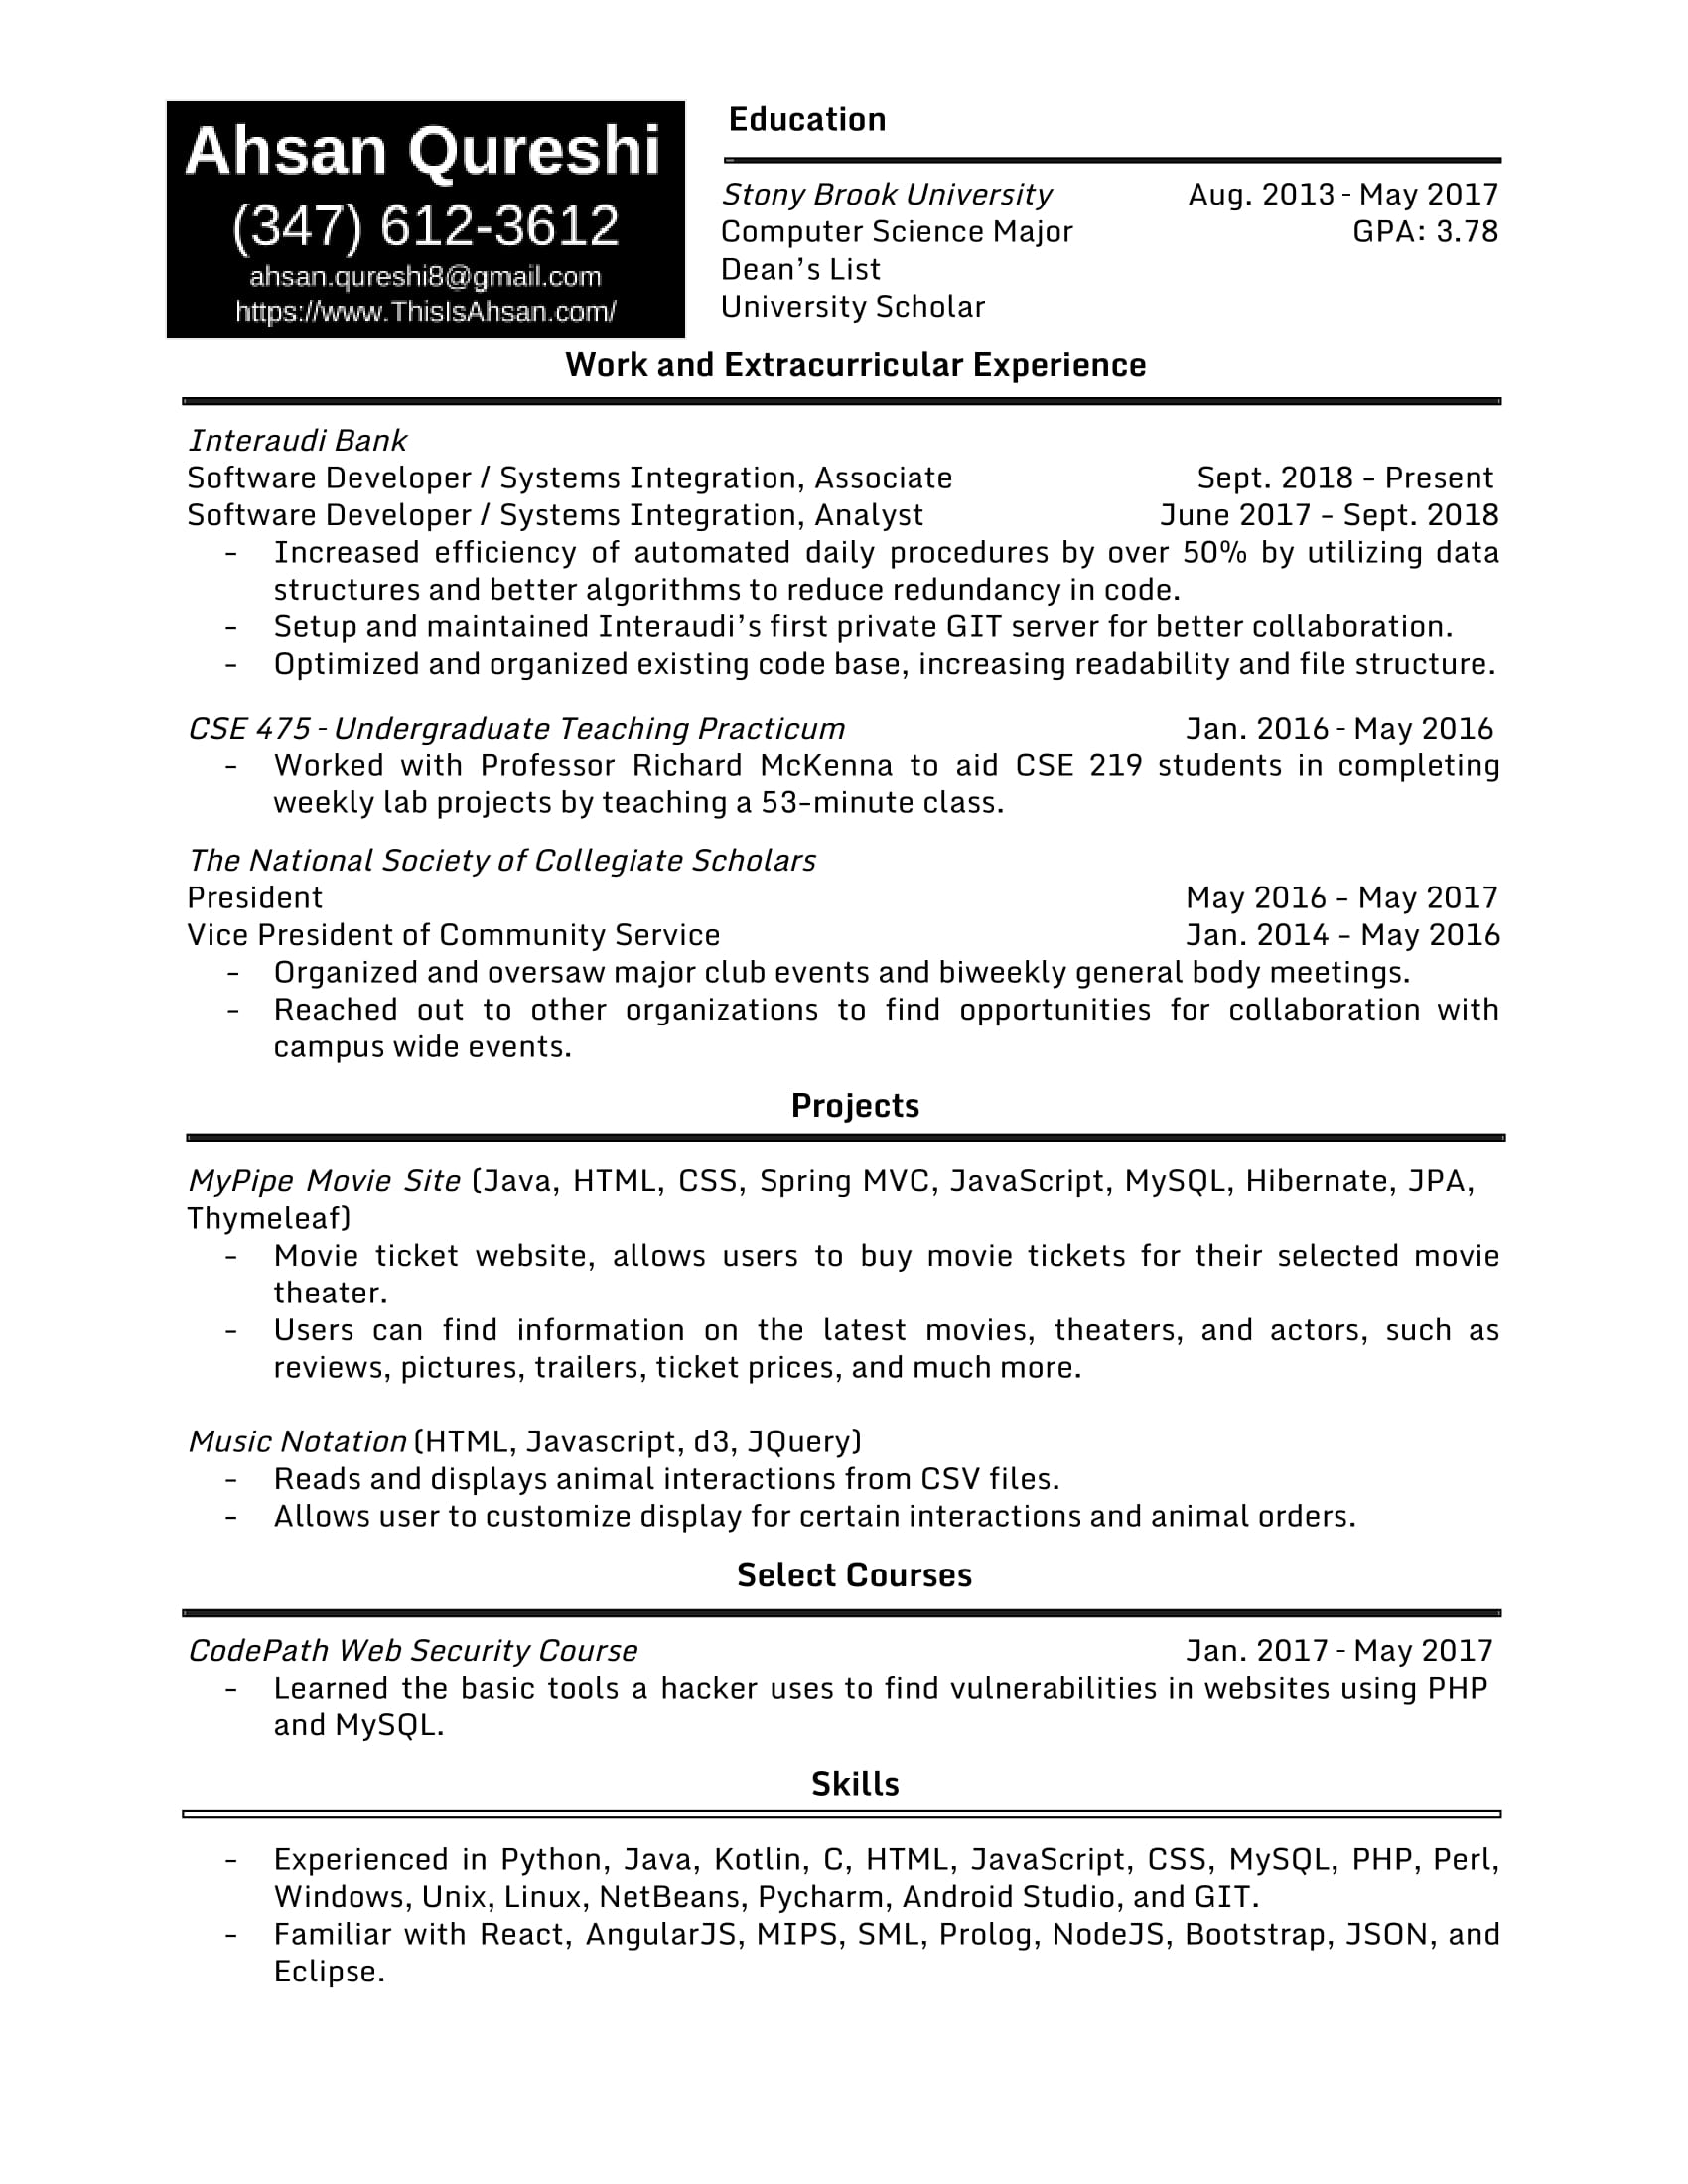 Ahsan Qureshi
(347) 612-3612
ahsan.qureshi8@gmail.com
https://www.ThisIsAhsan.com/
Education
Stony Brook University Aug. 2013 - May 2017
Computer Science Major GPA: 3.78
Dean's List
University Scholar
Work and Extracurricular Experience
Interaudi Bank
Software Developer / Systems Integration, Associate Sept. 2018 – Present
Software Developer / Systems Integration, Analyst June 2017 – Sept. 2018
- Increased efficiency of automated daily procedures by over 50% by utilizing data
structures and better algorithms to reduce redundancy in code.
- Setup and maintained Interaudi's first private GIT server for better collaboration.
- Optimized and organized existing code base, increasing readability and file structure.
CSE 475 - Undergraduate Teaching Practicum Jan. 2016 - May 2016
- Worked with Professor Richard McKenna to aid CSE 219 students in completing
weekly lab projects by teaching a 53-minute class.
The National Society of Collegiate Scholars
President May 2016 – May 2017
Vice President of Community Service Jan. 2014 – May 2016
- Organized and oversaw major club events and biweekly general body meetings.
- Reached out to other organizations to find opportunities for collaboration with
campus wide events.
Projects
MyPipe Movie Site (Java, HTML, CSS, Spring MVC, JavaScript, MySQL, Hibernate, JPA,
Thymeleaf)
- Movie ticket website, allows users to buy movie tickets for their selected movie
theater.
- Users can find information on the latest movies, theaters, and actors, such as
reviews, pictures, trailers, ticket prices, and much more.
Music Notation (HTML, Javascript, d3, JQuery)
- Reads and displays animal interactions from CSV files.
- Allows user to customize display for certain interactions and animal orders.
Select Courses
CodePath Web Security Course Jan. 2017 - May 2017
- Learned the basic tools a hacker uses to find vulnerabilities in websites using PHP
and MySQL.
Skills
- Experienced in Python, Java, Kotlin, C, HTML, JavaScript, CSS, MySQL, PHP, Perl,
Windows, Unix, Linux, NetBeans, Pycharm, Android Studio, and GIT.
- Familiar with React, AngularJS, MIPS, SML, Prolog, NodeJS, Bootstrap, JSON, and
Eclipse.